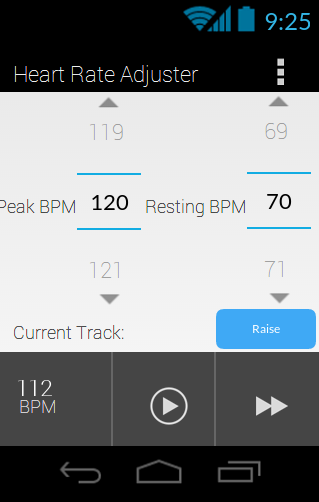 9:25
Heart Rate Adjuster
119 69
Peak BPM 120 Resting BPM 70
121 71
Current Track: Raise
112
BPM